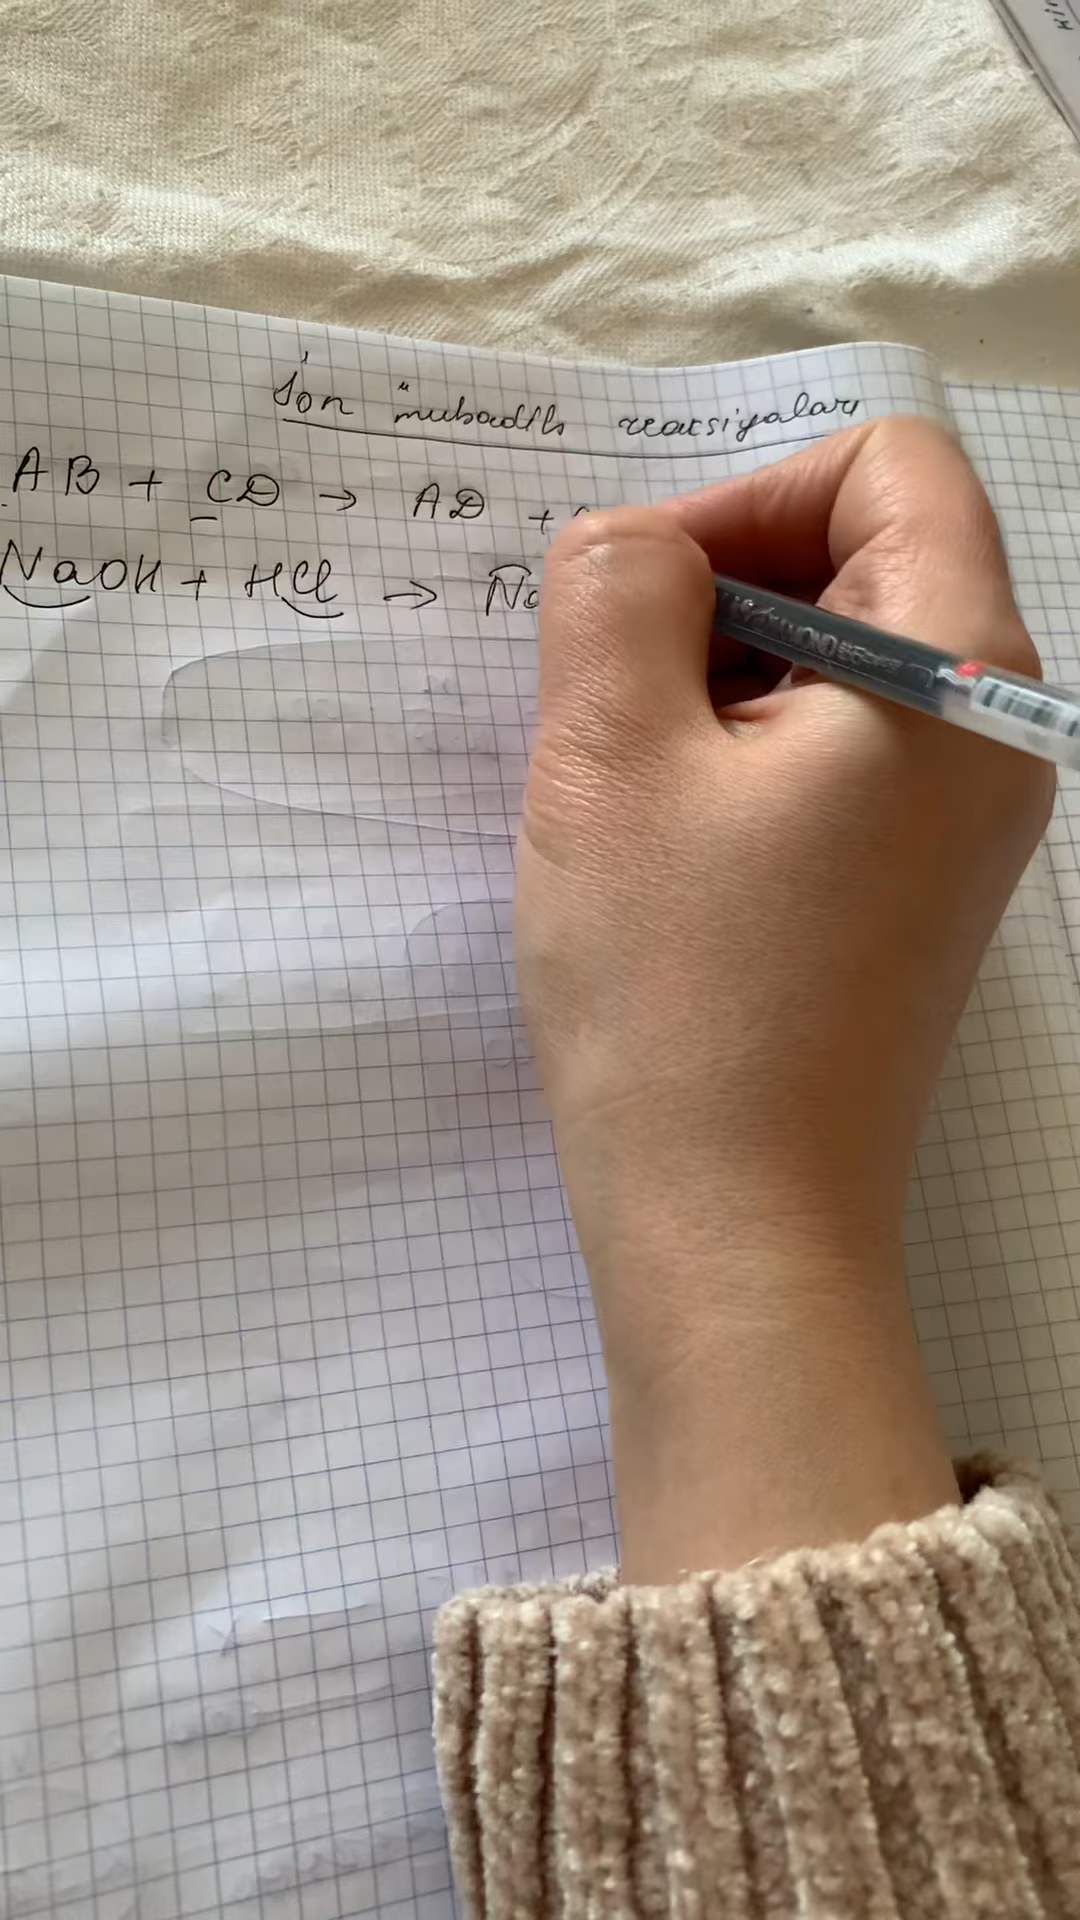 İon mübadilə reaksiyaları
AB + CD → AD +
NaOH + HCl → Na